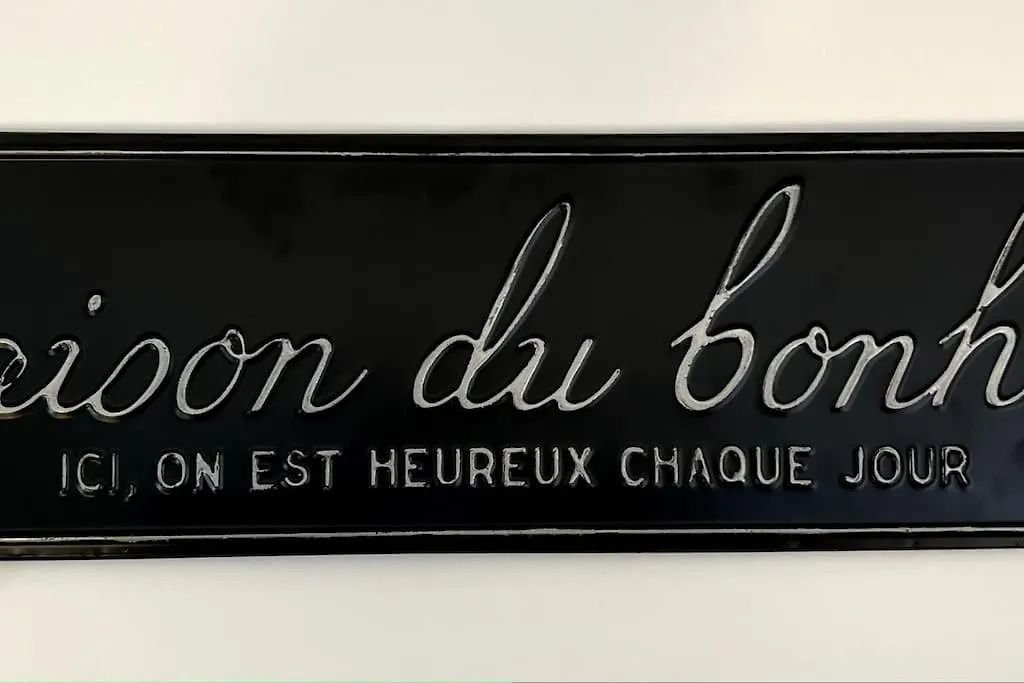 aison du bonh
ICI, ON EST HEUREUX CHAQUE JOUR